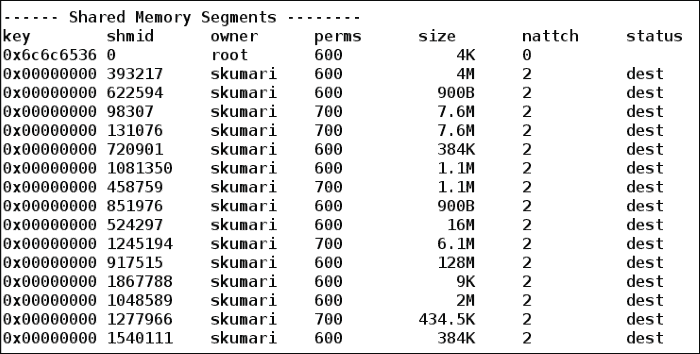 ------ Shared Memory Segments --------
key        shmid      owner      perms      size       nattch     status
0x6c6c6536 0          root       600            4K     0
0x00000000 393217     skumari    600            4M     2          dest
0x00000000 622594     skumari    600          900B     2          dest
0x00000000 98307      skumari    700          7.6M     2          dest
0x00000000 131076     skumari    700          7.6M     2          dest
0x00000000 720901     skumari    600          384K     2          dest
0x00000000 1081350    skumari    600          1.1M     2          dest
0x00000000 458759     skumari    700          1.1M     2          dest
0x00000000 851976     skumari    600          900B     2          dest
0x00000000 524297     skumari    600           16M     2          dest
0x00000000 1245194    skumari    700          6.1M     2          dest
0x00000000 917515     skumari    600          128M     2          dest
0x00000000 1867788    skumari    600            9K     2          dest
0x00000000 1048589    skumari    600            2M     2          dest
0x00000000 1277966    skumari    700        434.5K     2          dest
0x00000000 1540111    skumari    600          384K     2          dest